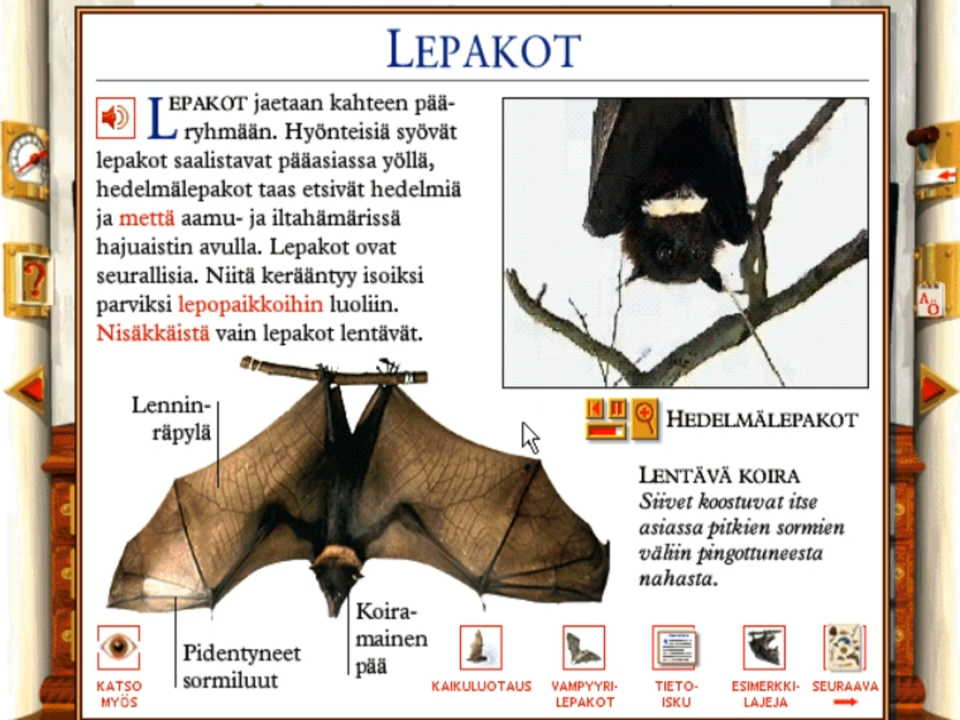 LEPAKOT
LEPAKOT jaetaan kahteen pää-
ryhmään. Hyönteisiä syövät
lepakot saalistavat pääasiassa yöllä,
hedelmälepakot taas etsivät hedelmiä
ja mettä aamu- ja iltahämärissä
hajuaistin avulla. Lepakot ovat
seurallisia. Niitä kerääntyy isoiksi
parviksi lepopaikkoihin luoliin.
Nisäkkäistä vain lepakot lentävät.
HEDELMÄLEPAKOT
Lennin-
räpylä
LENTÄVÄ KOIRA
Siivet koostuvat itse
asiassa pitkien sormien
väliin pingottuneesta
nahasta.
Pidentyneet
sormiluut
Koira-
mainen
pää
KATSO
MYÖS
KAIKULUOTAUS
VAMPYYRI-
LEPAKOT
TIETO-
ISKU
ESIMERKKI-
LAJEJA
SEURAAVA
?
AÖ